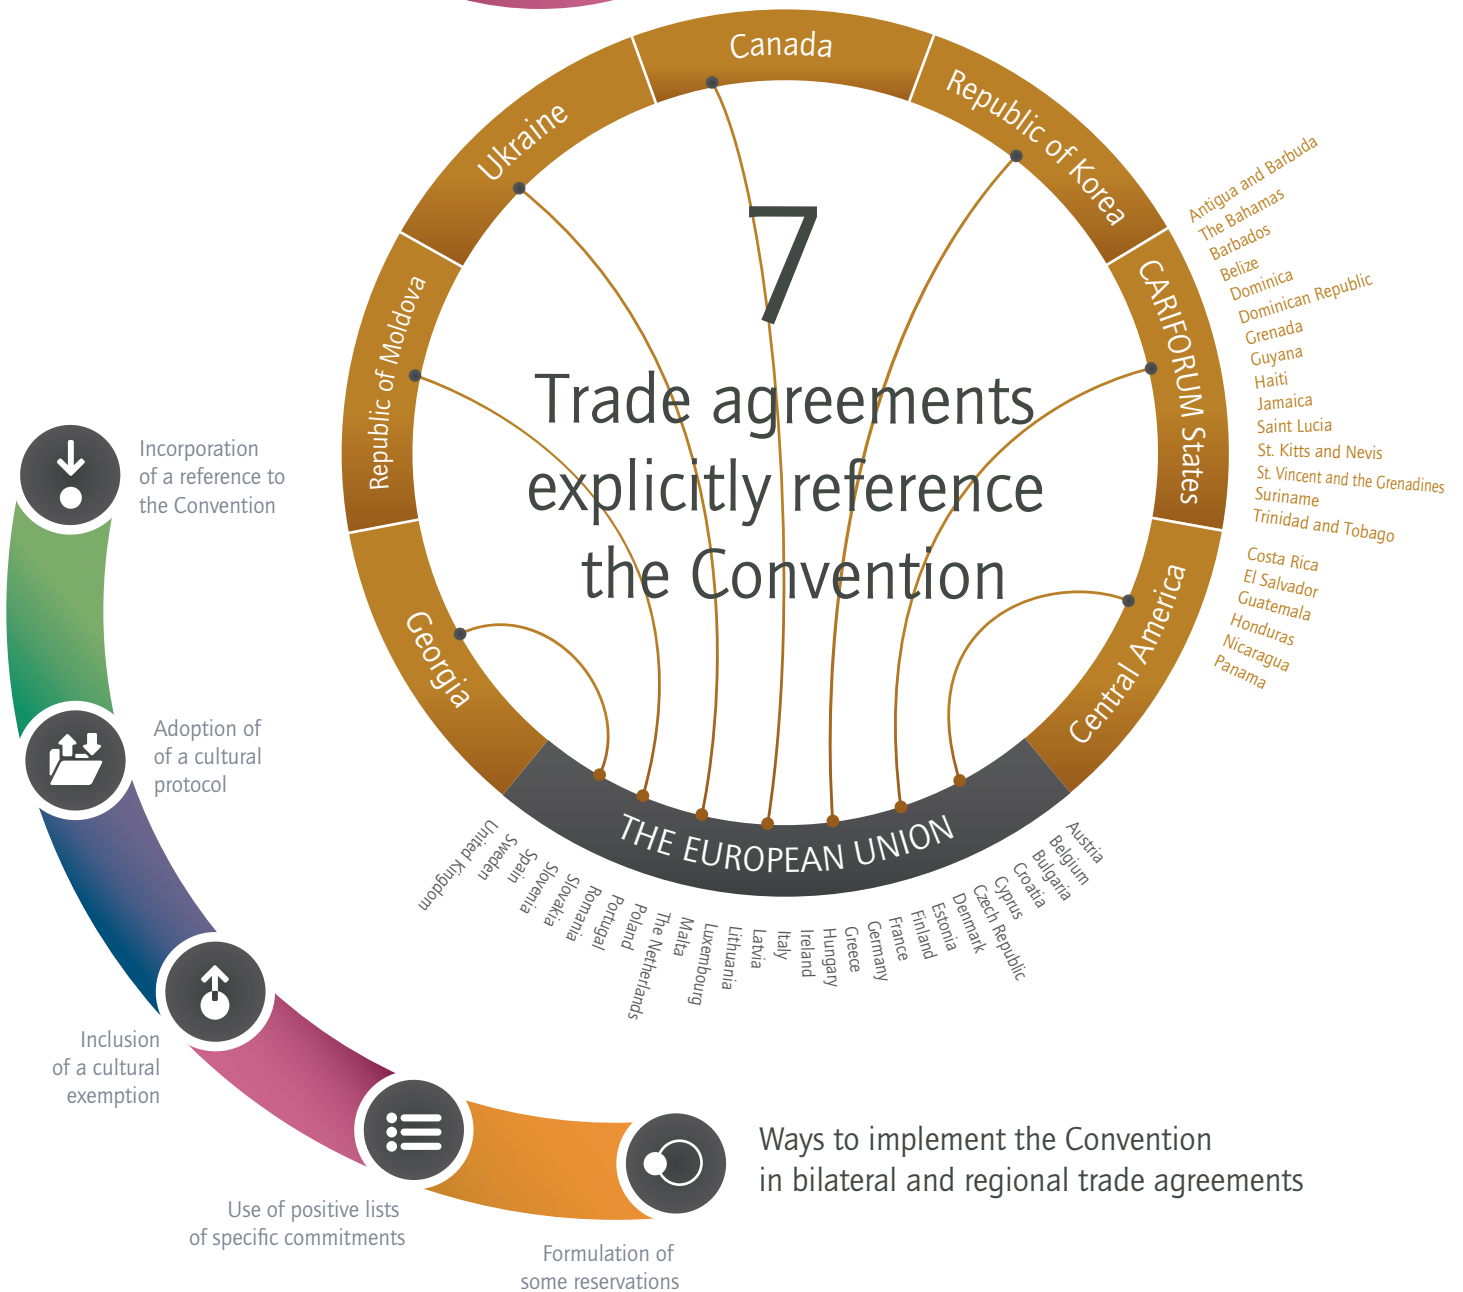 Canada
Republic of Korea
CARIFORUM States
Central America
THE EUROPEAN UNION
Georgia
Republic of Moldova
Ukraine
7
Trade agreements
explicitly reference
the Convention
Antigua and Barbuda
The Bahamas
Barbados
Belize
Dominica
Dominican Republic
Grenada
Guyana
Haiti
Jamaica
Saint Lucia
St. Kitts and Nevis
St. Vincent and the Grenadines
Suriname
Trinidad and Tobago
Costa Rica
El Salvador
Guatemala
Honduras
Nicaragua
Panama
Austria
Belgium
Bulgaria
Croatia
Cyprus
Czech Republic
Denmark
Estonia
Finland
France
Germany
Greece
Hungary
Ireland
Italy
Latvia
Lithuania
Luxembourg
Malta
The Netherlands
Poland
Portugal
Romania
Slovakia
Slovenia
Spain
Sweden
United Kingdom
Incorporation
of a reference to
the Convention
Adoption of
of a cultural
protocol
Inclusion
of a cultural
exemption
Use of positive lists
of specific commitments
Formulation of
some reservations
Ways to implement the Convention
in bilateral and regional trade agreements